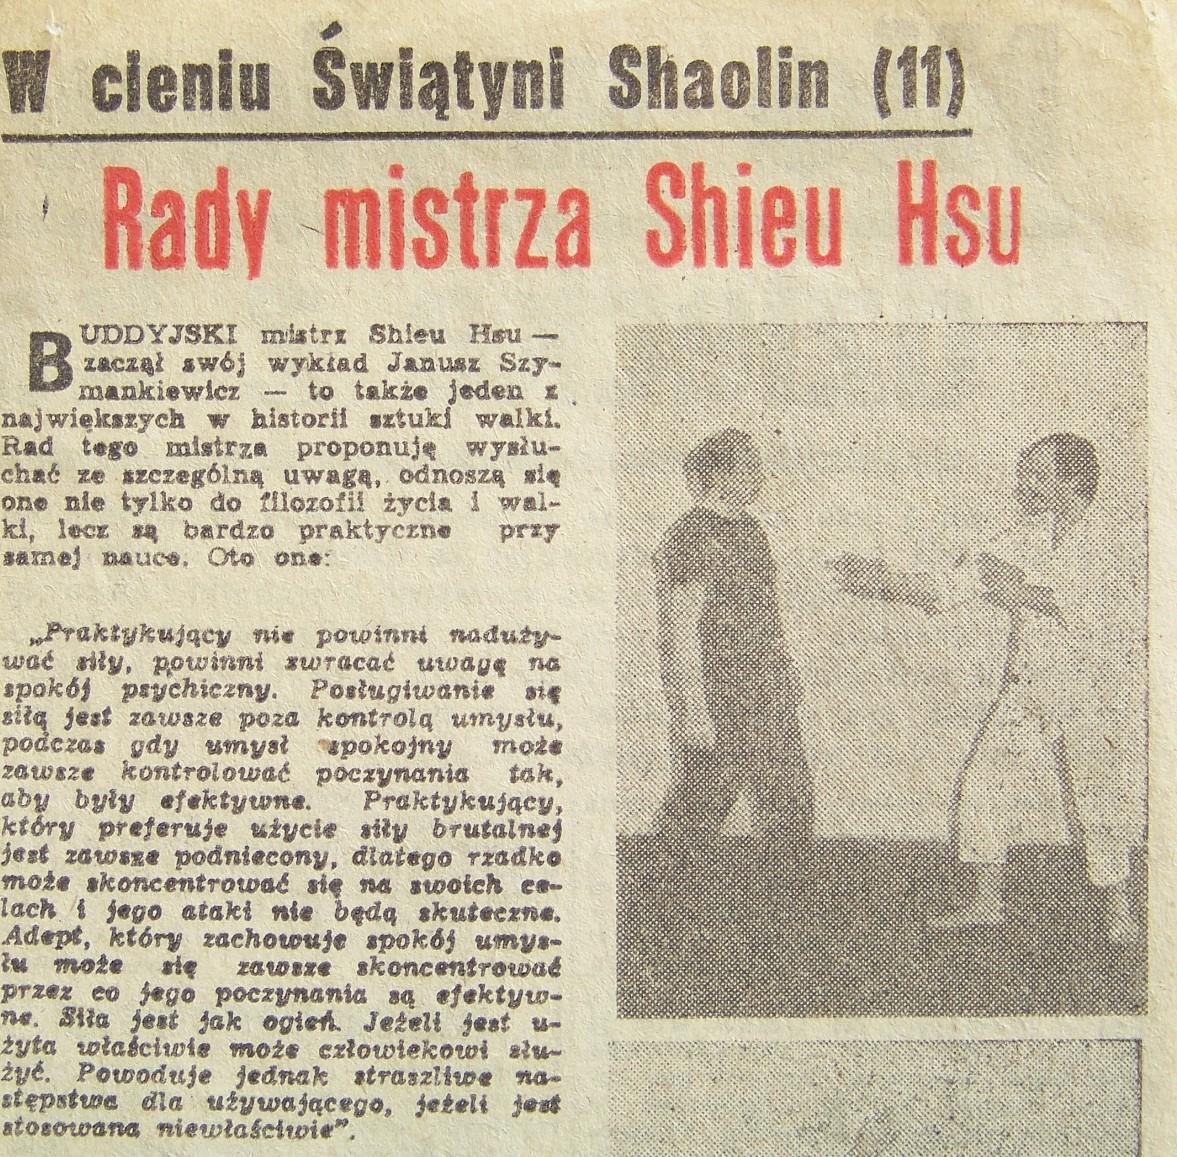 W cieniu Świątyni Shaolin (11)
Rady mistrza Shieu Hsu
BUDDYJSKI mistrz Shieu Hsu —
zaczął swój wykład Janusz Szy-
mankiewicz — to także jeden z
największych w historii sztuki walki.
Rad tego mistrza proponuję wysłu-
chać ze szczególną uwagą, odnoszą się
one nie tylko do filozofii życia i wal-
ki, lecz są bardzo praktyczne przy
samej nauce. Oto one:
„Praktykujący nie powinni naduży-
wać siły, powinni zwracać uwagę na
spokój psychiczny. Posługiwanie się
siłą jest zawsze poza kontrolą umysłu,
podczas gdy umysł spokojny może
zawsze kontrolować poczynania tak,
aby były efektywne. Praktykujący,
który preferuje użycie siły brutalnej
jest zawsze podniecony, dlatego rzadko
może skoncentrować się na swoich ce-
lach i jego ataki nie będą skuteczne.
Adept, który zachowuje spokój umys-
łu może się zawsze skoncentrować
przez co jego poczynania są efektyw-
ne. Siła jest jak ogień. Jeżeli jest u-
żyta właściwie może człowiekowi słu-
żyć. Powoduje jednak straszliwe na-
stępstwa dla używającego, jeżeli jest
stosowana niewłaściwie”.